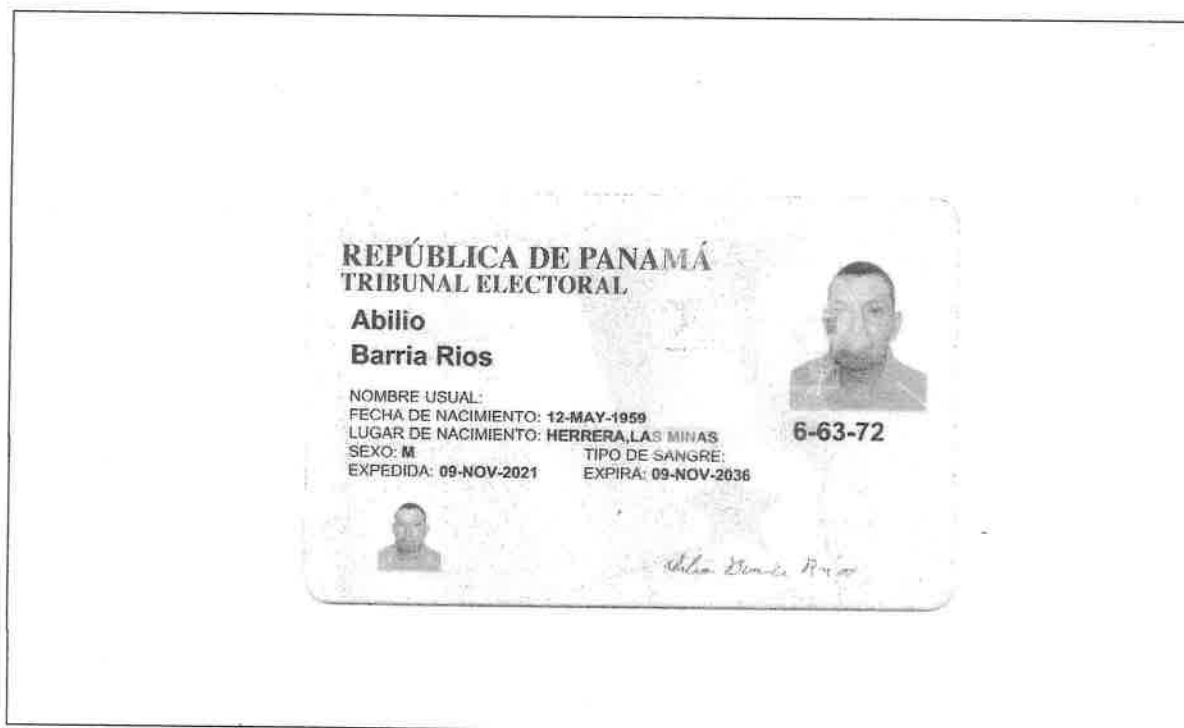 REPÚBLICA DE PANAMÁ
TRIBUNAL ELECTORAL
Abilio
Barria Rios
NOMBRE USUAL:
FECHA DE NACIMIENTO: 12-MAY-1959
LUGAR DE NACIMIENTO: HERRERA,LAS MINAS
SEXO: M TIPO DE SANGRE:
EXPEDIDA: 09-NOV-2021 EXPIRA: 09-NOV-2036
6-63-72
Rios